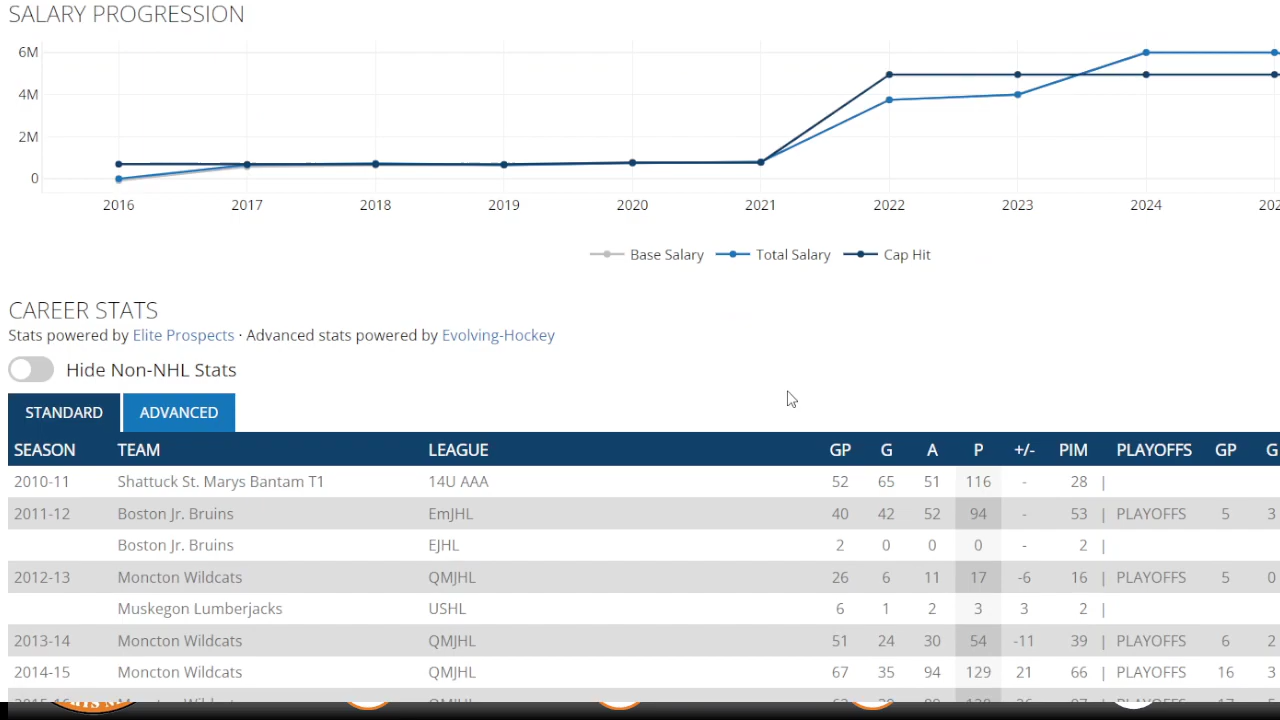 SALARY PROGRESSION
6M
4M
2M
0
2016 2017 2018 2019 2020 2021 2022 2023 2024
Base Salary Total Salary Cap Hit
CAREER STATS
Stats powered by Elite Prospects · Advanced stats powered by Evolving-Hockey
Hide Non-NHL Stats
STANDARD ADVANCED
SEASON TEAM LEAGUE GP G A P +/- PIM PLAYOFFS GP G
2010-11 Shattuck St. Marys Bantam T1 14U AAA 52 65 51 116 - 28 |
2011-12 Boston Jr. Bruins EmJHL 40 42 52 94 - 53 | PLAYOFFS 5 3
Boston Jr. Bruins EJHL 2 0 0 0 - 2 |
2012-13 Moncton Wildcats QMJHL 26 6 11 17 -6 16 | PLAYOFFS 5 0
Muskegon Lumberjacks USHL 6 1 2 3 3 2 |
2013-14 Moncton Wildcats QMJHL 51 24 30 54 -11 39 | PLAYOFFS 6 2
2014-15 Moncton Wildcats QMJHL 67 35 94 129 21 66 | PLAYOFFS 16 3